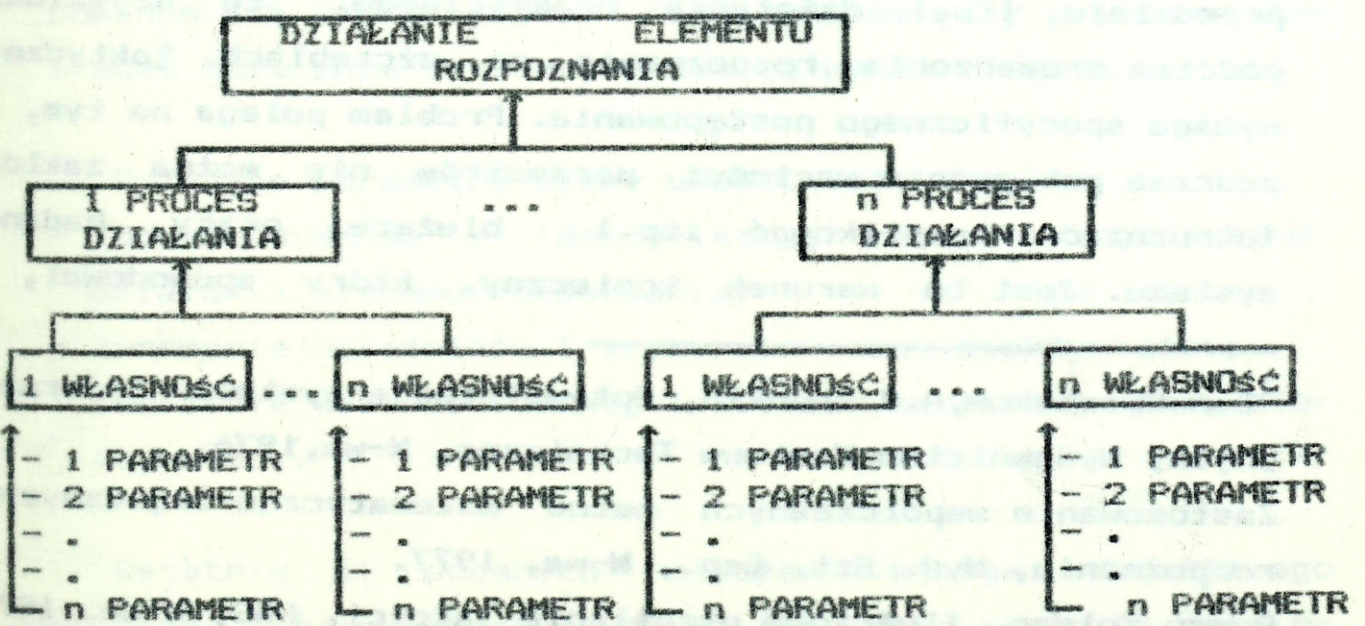 DZIAŁANIE ELEMENTU
ROZPOZNANIA
1 PROCES
DZIAŁANIA
...
n PROCES
DZIAŁANIA
1 WŁASNOść
...
n WŁASNOść
1 WŁASNOść
...
n WŁASNOść
- 1 PARAMETR
- 2 PARAMETR
- .
- .
n PARAMETR
- 1 PARAMETR
- 2 PARAMETR
- .
- .
n PARAMETR
- 1 PARAMETR
- 2 PARAMETR
- .
- .
n PARAMETR
- 1 PARAMETR
- 2 PARAMETR
- .
- .
n PARAMETR